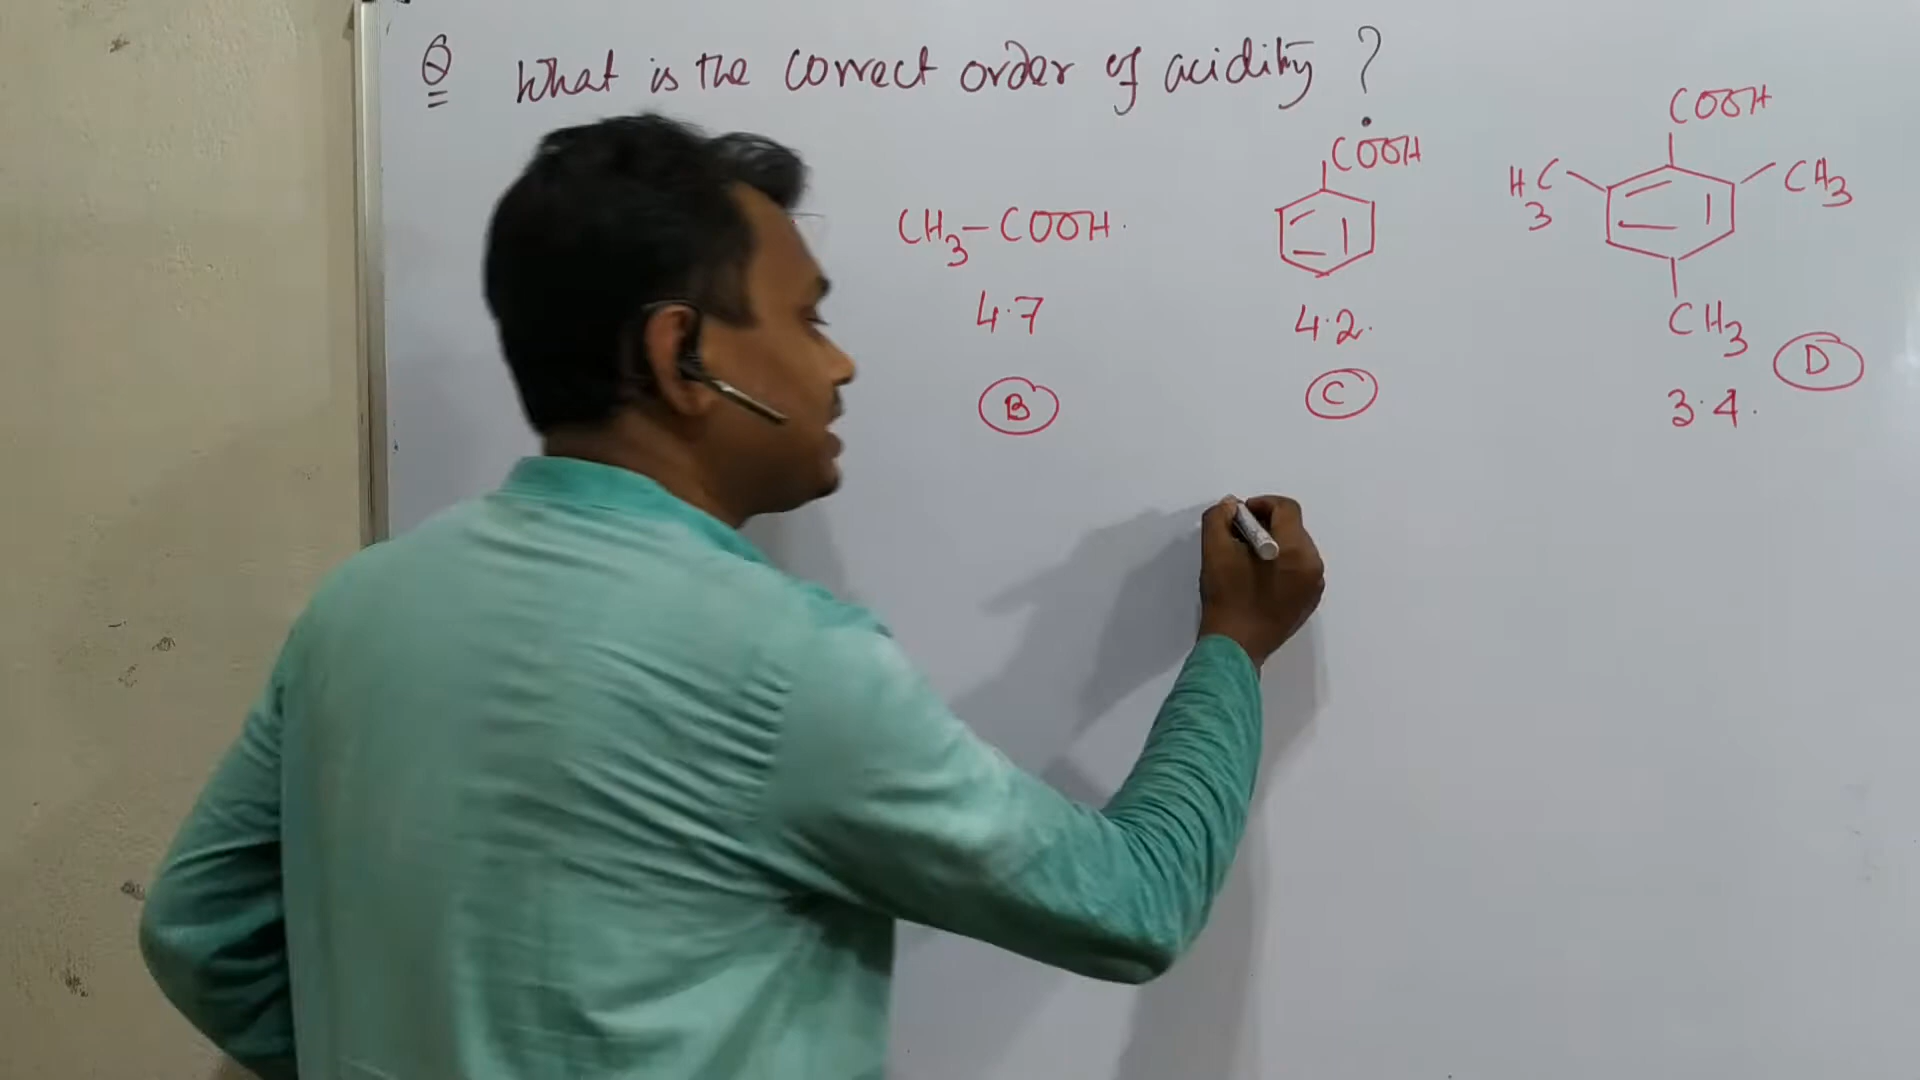 Q What is the correct order of acidity ?
CH3-COOH.
4.7
B
COOH
4.2.
C
COOH
H3C
CH3
CH3
D
3.4.